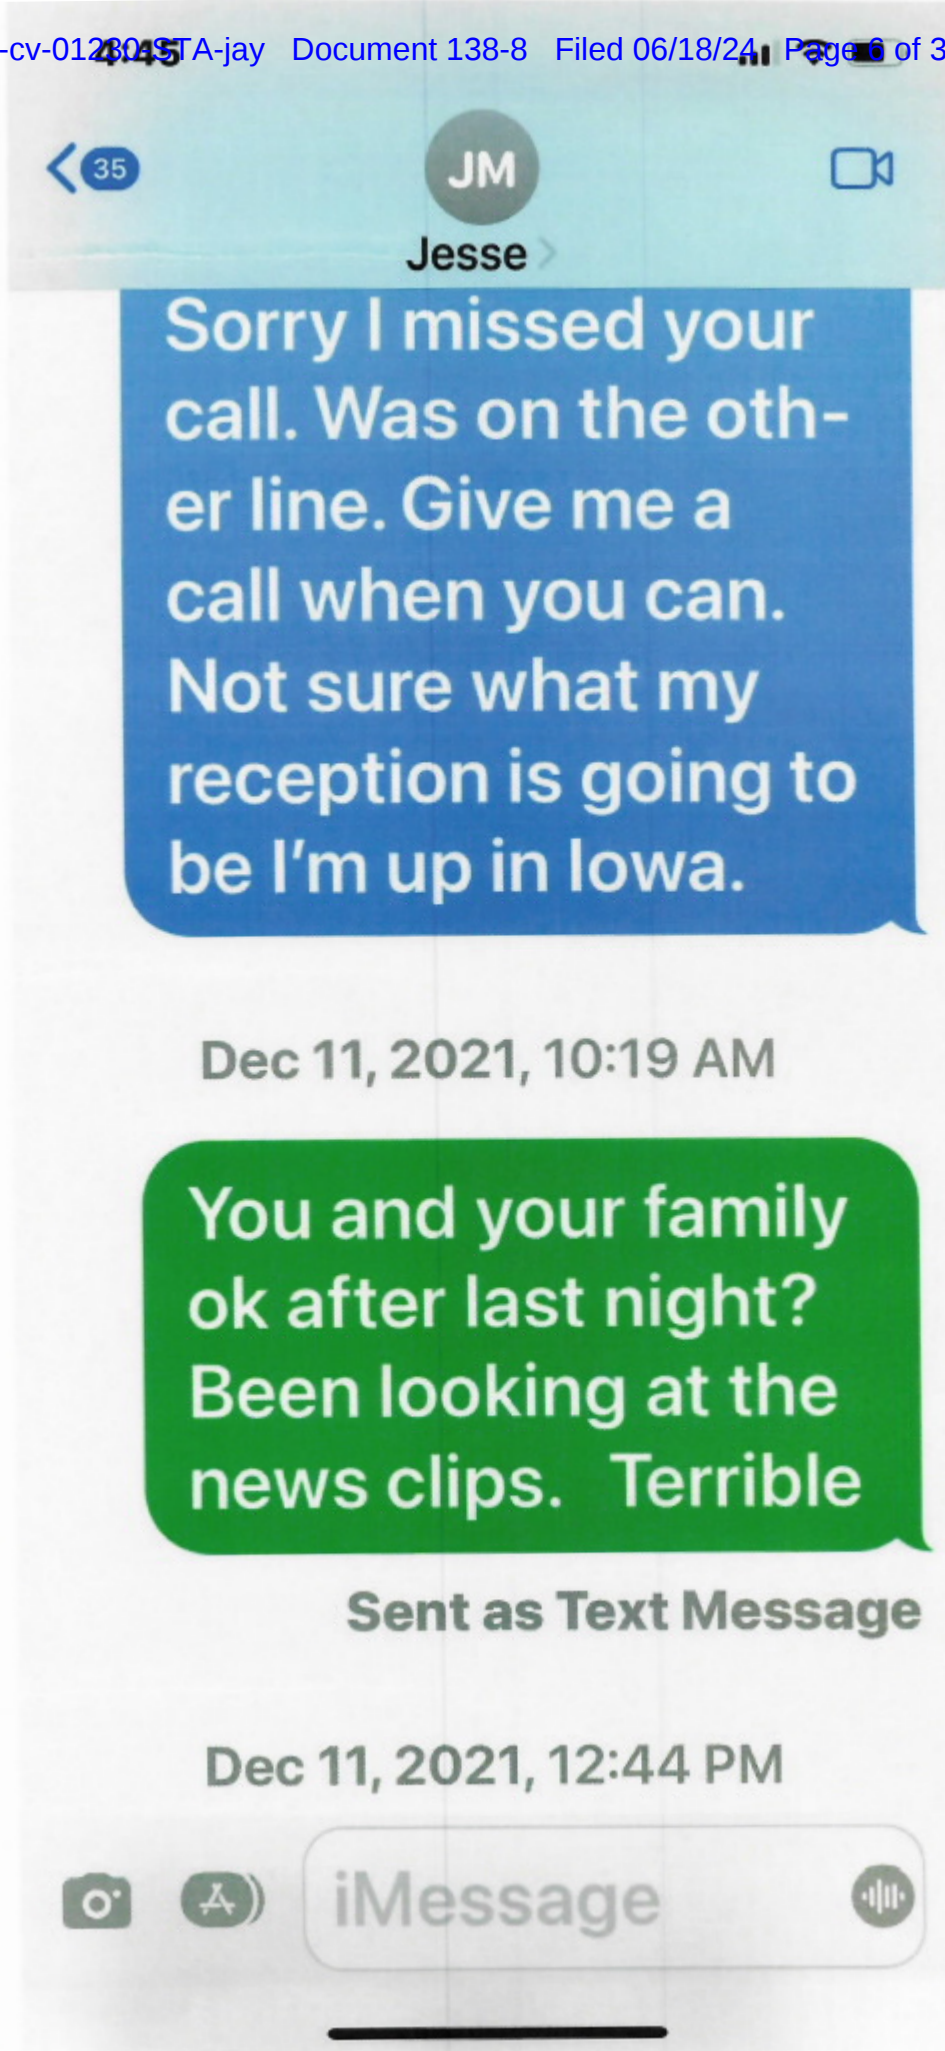 -cv-01230-STA-jay Document 138-8 Filed 06/18/24 Page 6 of 3
4:45
35
JM
Jesse
Sorry I missed your
call. Was on the oth-
er line. Give me a
call when you can.
Not sure what my
reception is going to
be I'm up in Iowa.
Dec 11, 2021, 10:19 AM
You and your family
ok after last night?
Been looking at the
news clips. Terrible
Sent as Text Message
Dec 11, 2021, 12:44 PM
iMessage